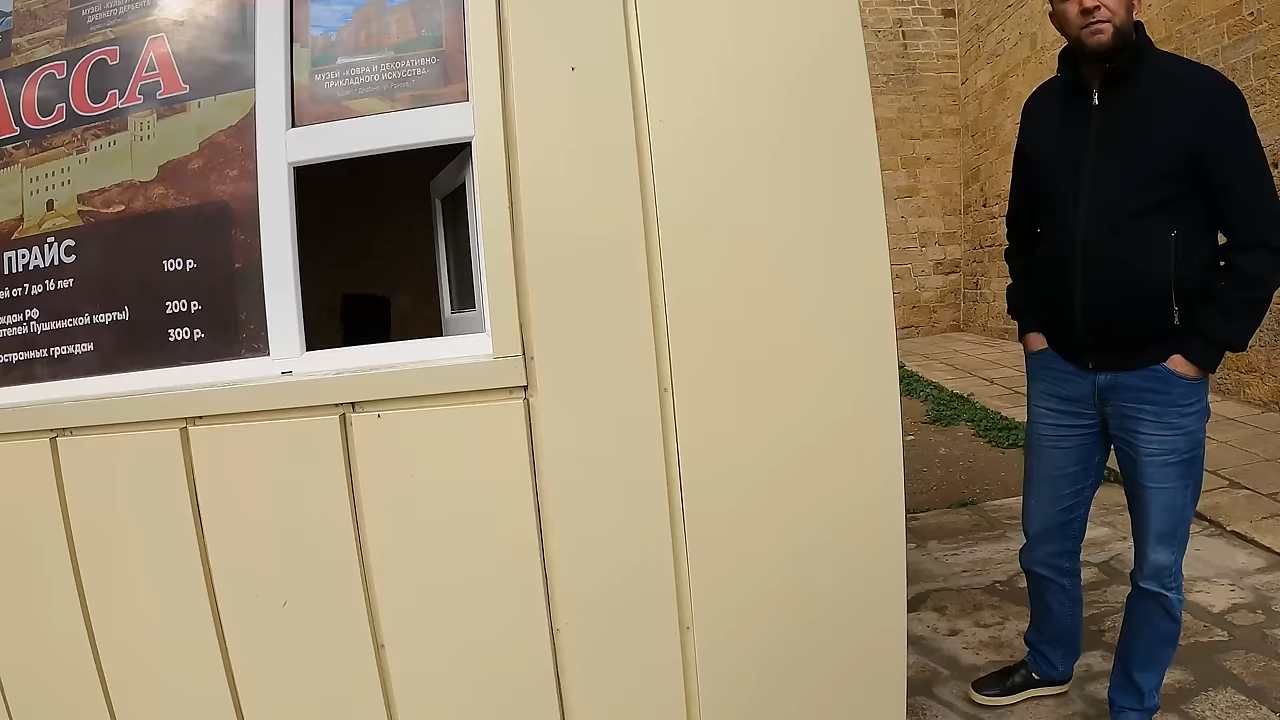 МУЗЕЙ «КУЛЬТ
ДРЕВНЕГО ДЕРБЕНТА
АССА
ПРАЙС
ей от 7 до 16 лет
100 р.
ждан РФ
ателей Пушкинской карты)
200 р.
остранных граждан
300 р.
МУЗЕЙ «КОВРА И ДЕКОРАТИВНО-
ПРИКЛАДНОГО ИСКУССТВА»